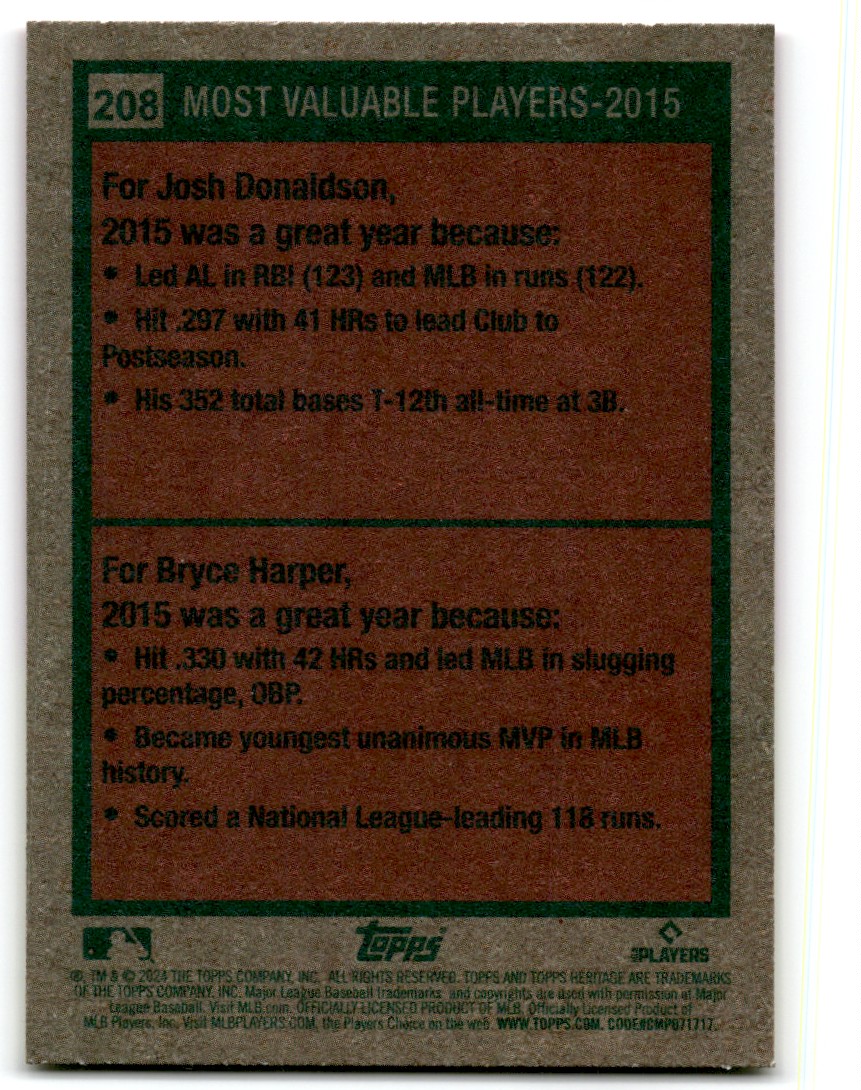 208 MOST VALUABLE PLAYERS-2015
For Josh Donaldson,
2015 was a great year because:
• Led AL in RBI (123) and MLB in runs (122).
• Hit .297 with 41 HRs to lead Club to
Postseason.
• His 352 total bases T-12th all-time at 3B.
For Bryce Harper,
2015 was a great year because:
• Hit .330 with 42 HRs and led MLB in slugging
percentage, OBP.
• Became youngest unanimous MVP in MLB
history.
• Scored a National League-leading 118 runs.
topps
PLAYERS
®, TM & © 2024 THE TOPPS COMPANY, INC. ALL RIGHTS RESERVED. TOPPS AND TOPPS HERITAGE ARE TRADEMARKS
OF THE TOPPS COMPANY, INC. Major League Baseball trademarks and copyrights are used with permission of Major
League Baseball. Visit MLB.com. OFFICIALLY LICENSED PRODUCT OF MLB. Officially Licensed Product of
MLB Players, Inc. Visit MLBPLAYERS.COM, the Players Choice on the web. WWW.TOPPS.COM. CODE#CMP071717.